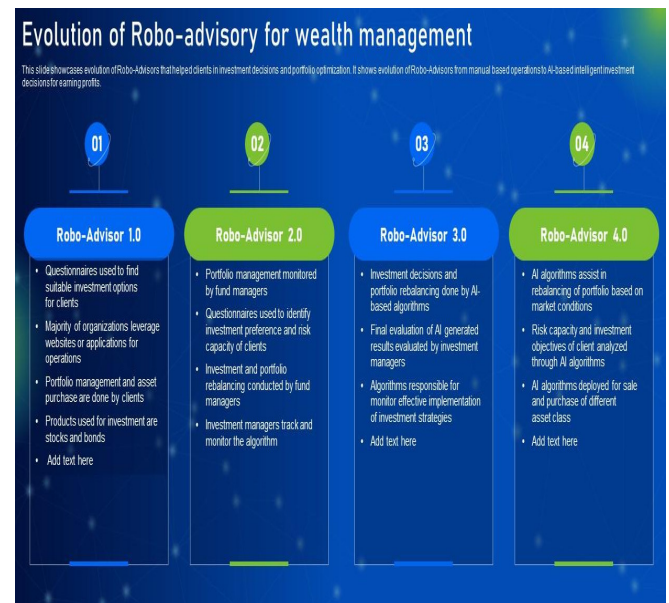 Evolution of Robo-advisory for wealth management
This slide showcases evolution of Robo-Advisors that helped clients in investment decisions and portfolio optimization. It shows evolution of Robo-Advisors from manual based operations to AI-based intelligent investment
decisions for earning profits.
01
02
03
04
Robo-Advisor 1.0
• Questionnaires used to find
suitable investment options
for clients
• Majority of organizations leverage
websites or applications for
operations
• Portfolio management and asset
purchase are done by clients
• Products used for investment are
stocks and bonds
• Add text here
Robo-Advisor 2.0
• Portfolio management monitored
by fund managers
• Questionnaires used to identify
investment preference and risk
capacity of clients
• Investment and portfolio
rebalancing conducted by fund
managers
• Investment managers track and
monitor the algorithm
Robo-Advisor 3.0
• Investment decisions and
portfolio rebalancing done by AI-
based algorithms
• Final evaluation of AI generated
results evaluated by investment
managers
• Algorithms responsible for
monitor effective implementation
of investment strategies
• Add text here
Robo-Advisor 4.0
• AI algorithms assist in
rebalancing of portfolio based on
market conditions
• Risk capacity and investment
objectives of client analyzed
through AI algorithms
• AI algorithms deployed for sale
and purchase of different
asset class
• Add text here